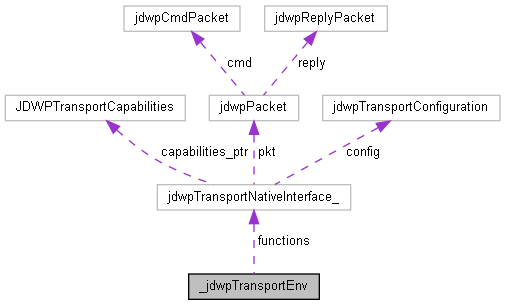 jdwpCmdPacket
jdwpReplyPacket
cmd
reply
JDWPTransportCapabilities
jdwpPacket
jdwpTransportConfiguration
capabilities_ptr
pkt
config
jdwpTransportNativeInterface_
functions
_jdwpTransportEnv